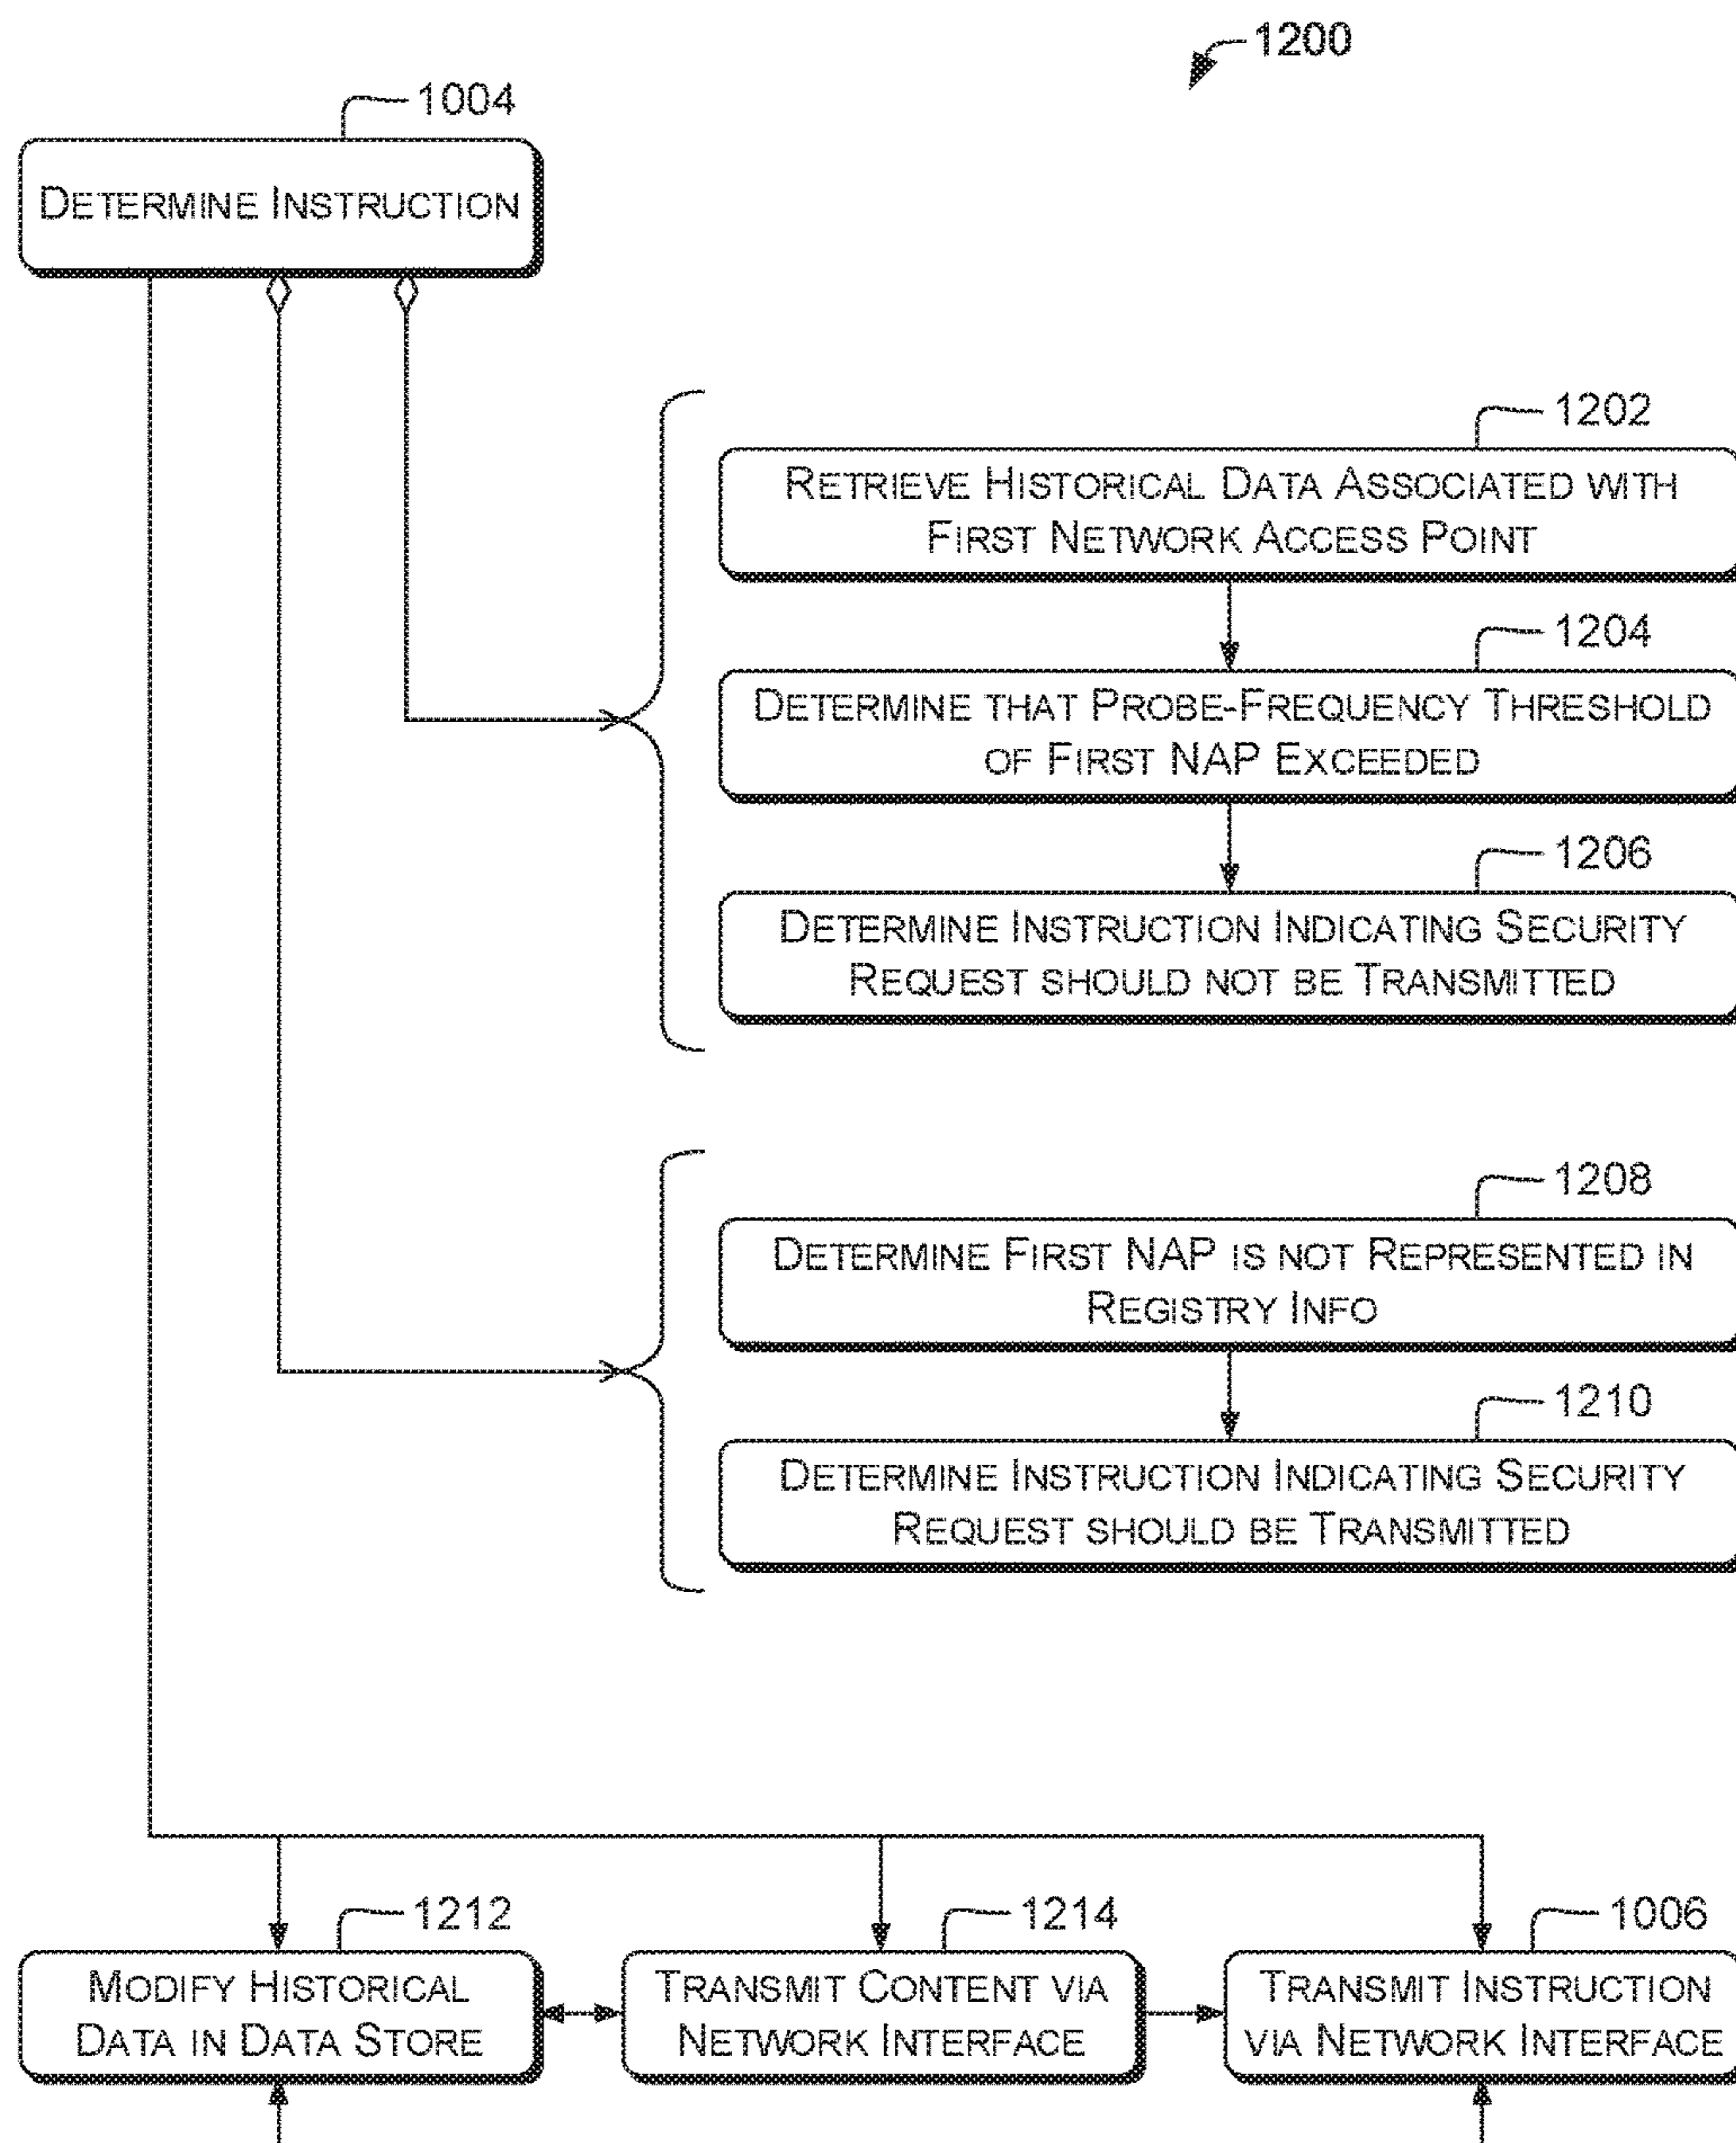 1200
1004
DETERMINE INSTRUCTION
1202
RETRIEVE HISTORICAL DATA ASSOCIATED WITH
FIRST NETWORK ACCESS POINT
1204
DETERMINE THAT PROBE-FREQUENCY THRESHOLD
OF FIRST NAP EXCEEDED
1206
DETERMINE INSTRUCTION INDICATING SECURITY
REQUEST SHOULD NOT BE TRANSMITTED
1208
DETERMINE FIRST NAP IS NOT REPRESENTED IN
REGISTRY INFO
1210
DETERMINE INSTRUCTION INDICATING SECURITY
REQUEST SHOULD BE TRANSMITTED
1212
MODIFY HISTORICAL
DATA IN DATA STORE
1214
TRANSMIT CONTENT VIA
NETWORK INTERFACE
1006
TRANSMIT INSTRUCTION
VIA NETWORK INTERFACE